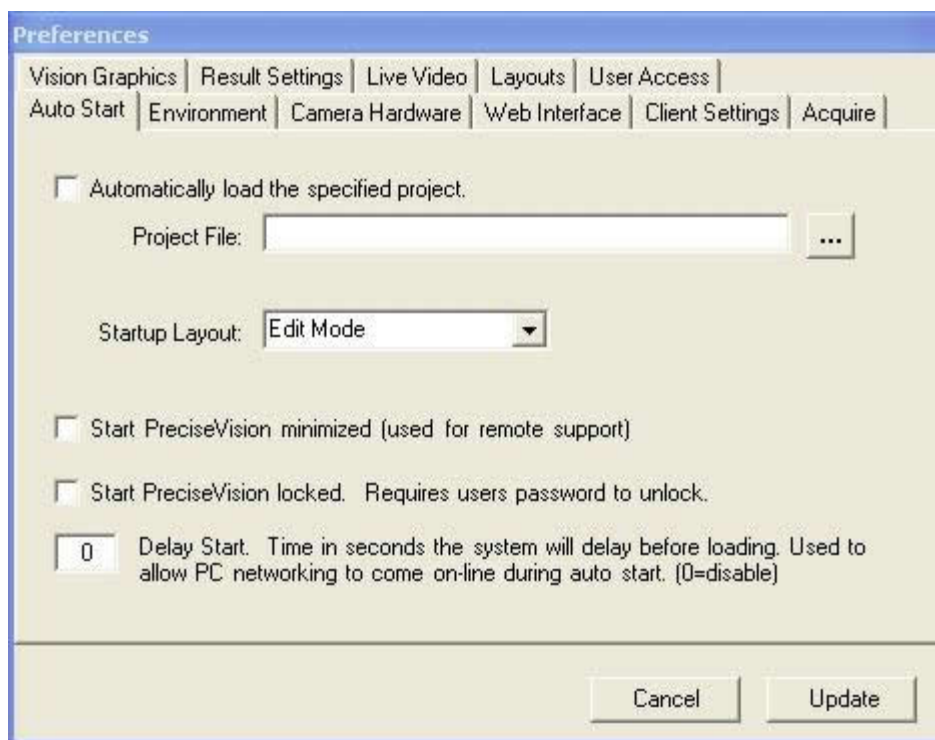 Preferences
Vision Graphics Result Settings Live Video Layouts User Access
Auto Start Environment Camera Hardware Web Interface Client Settings Acquire
Automatically load the specified project.
Project File: ...
Startup Layout: Edit Mode
Start PreciseVision minimized (used for remote support)
Start PreciseVision locked. Requires users password to unlock.
0 Delay Start. Time in seconds the system will delay before loading. Used to
allow PC networking to come on-line during auto start. (0=disable)
Cancel Update